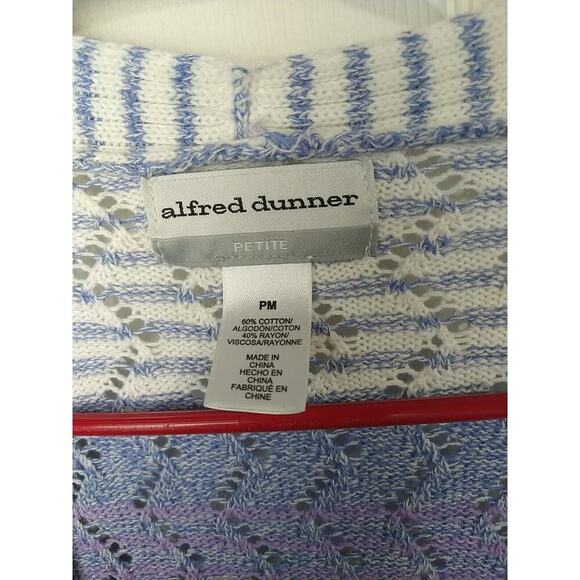 alfred dunner
PETITE
PM
60% COTTON/
ALGODÓN/COTON
40% RAYON/
VISCOSA/RAYONNE
MADE IN
CHINA
HECHO EN
CHINA
FABRIQUÉ EN
CHINE